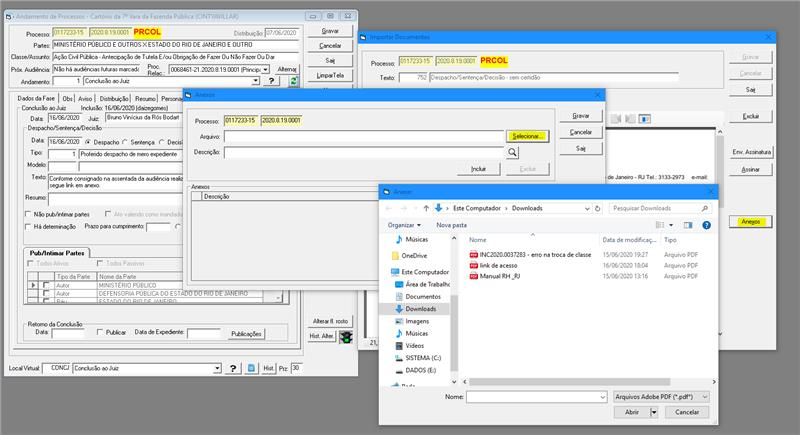 Andamento de Processos - Cartório da 7ª Vara da Fazenda Pública (CINTYAVILLAR)
Processo: 0117233-15 2020.8.19.0001 PRCOL Distribuição: 07/06/2020
Partes: MINISTÉRIO PÚBLICO E OUTROS X ESTADO DO RIO DE JANEIRO E OUTRO
Classe/Assunto: Ação Civil Pública - Antecipação de Tutela E/ou Obrigação de Fazer Ou Não Fazer Ou Dar
Próx. Audiência: Não há audiências futuras marcada Proc. Relac.: 0068461-21.2020.8.19.0001 (Principa Alternar
Andamento: 1 Conclusão ao Juiz ?
Gravar
Cancelar
Sair
LimparTela
Dados da Fase Obs Aviso Distribuição Resumo Personag
Conclusão ao Juiz Inclusão: 16/06/2020 (daizegomes)
Data: 16/06/2020 Juiz: Bruno Vinícius da Rós Bodart
Despacho/Sentença/Decisão
Data: 16/06/2020 Despacho Sentença Decisã
Tipo: 1 Proferido despacho de mero expediente
Modelo:
Texto: Conforme consignado na assentada da audiência realiz
segue link em anexo.
Resumo:
Não pub/intimar partes Ato valendo como mandado
Há determinação Prazo para cumprimento:
Pub/Intimar Partes
Todos Ativos Todos Passivos
Tipo da Parte Nome da Parte
Autor MINISTÉRIO PÚBLICO
Autor DEFENSORIA PÚBLICA DO ESTADO DO RIO DE JANEIRO
Réu ESTADO DO RIO DE JANEIRO
Retorno da Conclusão
Data: Publicar Data de Expediente: Publicações
Alterar fl. rosto
Hist. Alter.
Local Virtual: CONCJ Conclusão ao Juiz ? Hist. Prz: 30
Importar Documentos
Processo: 0117233-15 2020.8.19.0001 PRCOL
Texto: 752 Despacho/Sentença/Decisão - sem certidão
Gravar
Cancelar
Sair
Excluir
Env. Assinatura
Assinar
Anexos
de Janeiro - RJ Tel.: 3133-2973 e-mail:
21,
Anexos
Processo: 0117233-15 2020.8.19.0001
Arquivo: Selecionar...
Descrição:
Incluir Excluir
Gravar
Cancelar
Sair
Anexos
Descrição
Anexar
Este Computador Downloads Pesquisar Downloads
Organizar Nova pasta
Músicas
OneDrive
Este Computador
Área de Trabalho
Documentos
Downloads
Imagens
Músicas
Vídeos
SISTEMA (C:)
DADOS (E:)
Rede
Nome Data de modificaç... Tipo
INC2020.0037283 - erro na troca de classe 15/06/2020 19:27 Arquivo PDF
link de acesso 16/06/2020 18:04 Arquivo PDF
Manual RH _RJ 15/06/2020 13:16 Arquivo PDF
Nome: Arquivos Adobe PDF (*.pdf*)
Abrir Cancelar